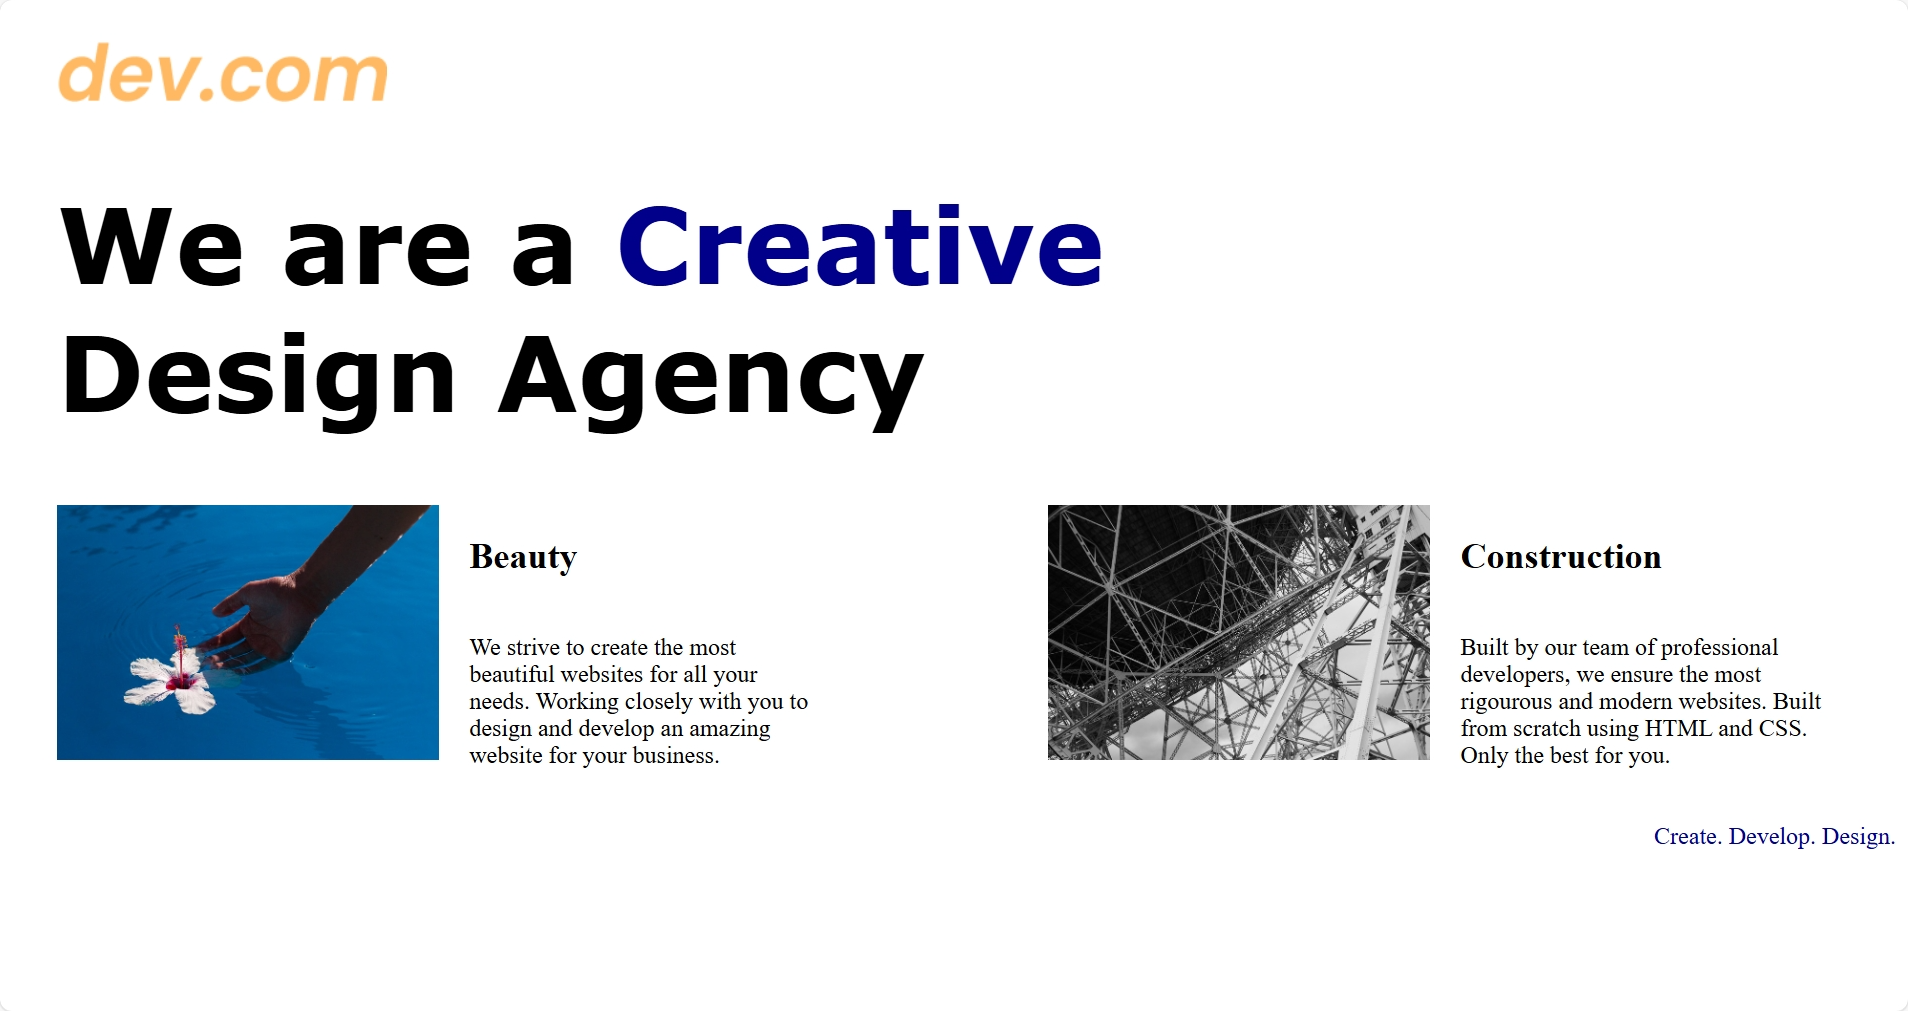 dev.com
We are a Creative
Design Agency
Beauty
We strive to create the most
beautiful websites for all your
needs. Working closely with you to
design and develop an amazing
website for your business.
Construction
Built by our team of professional
developers, we ensure the most
rigourous and modern websites. Built
from scratch using HTML and CSS.
Only the best for you.
Create. Develop. Design.